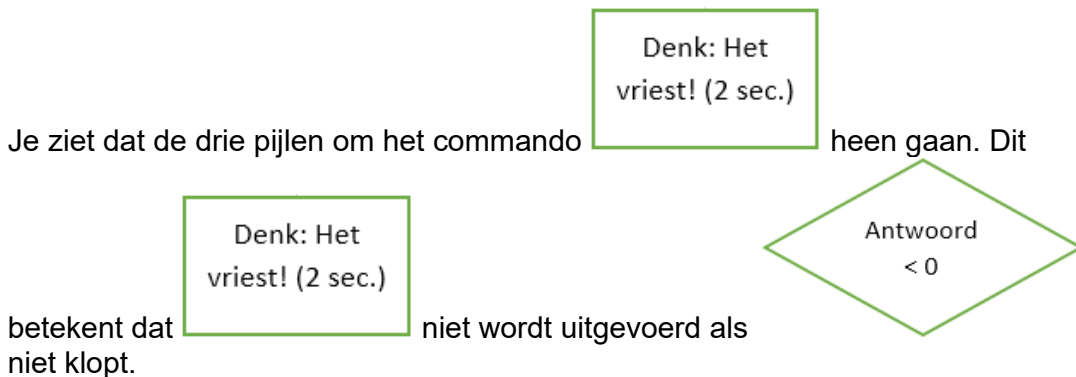 Denk: Het
vriest! (2 sec.)
Je ziet dat de drie pijlen om het commando heen gaan. Dit
Denk: Het
vriest! (2 sec.)
Antwoord
< 0
betekent dat niet wordt uitgevoerd als
niet klopt.